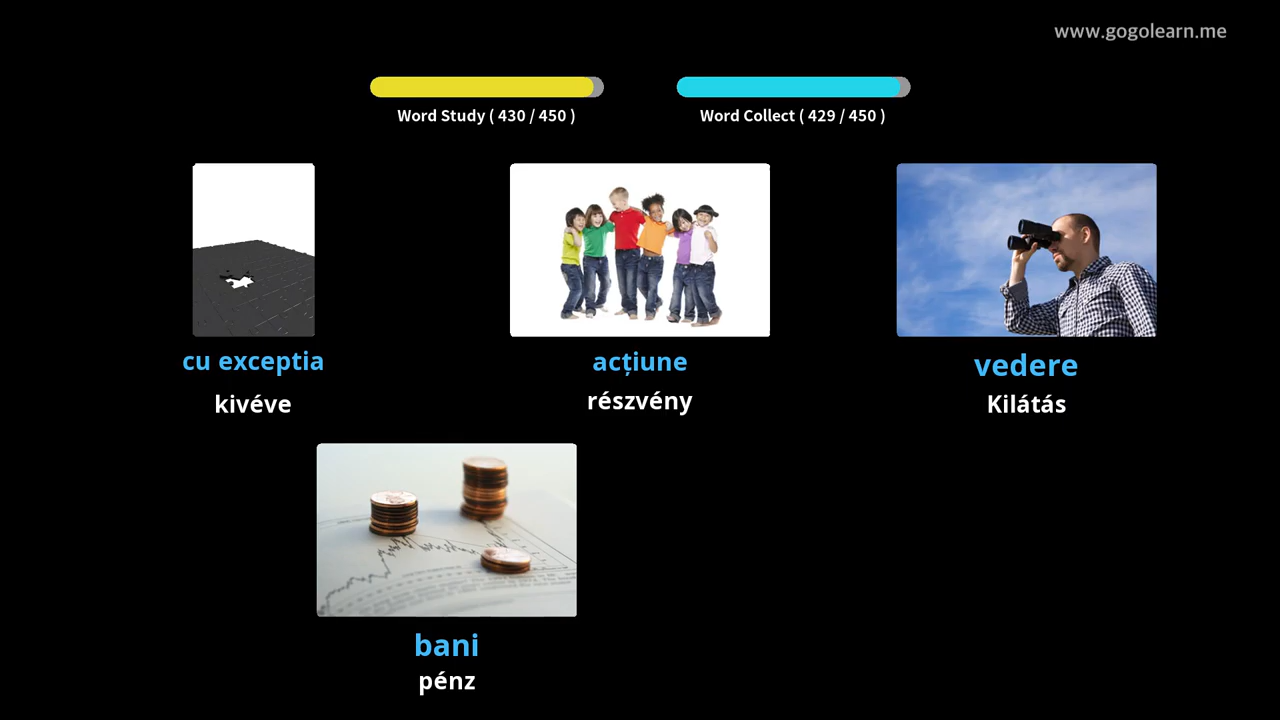 www.gogolearn.me
Word Study ( 430 / 450 )
Word Collect ( 429 / 450 )
cu exceptia
kivéve
acțiune
részvény
vedere
Kilátás
bani
pénz